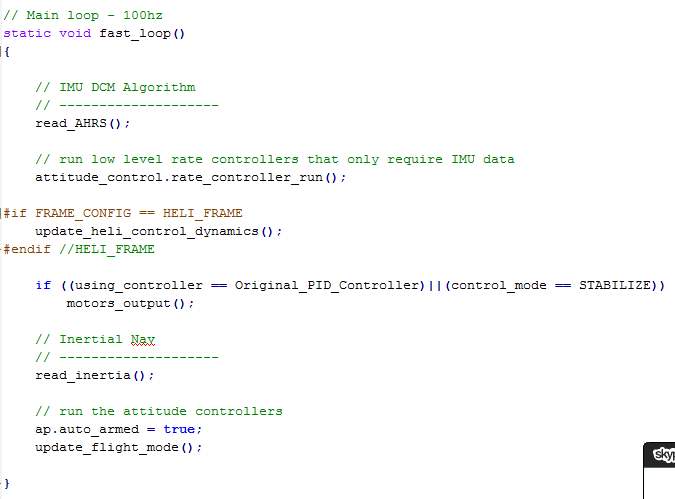 // Main loop - 100hz
static void fast_loop()
{
// IMU DCM Algorithm
// --------------------
read_AHRS();
// run low level rate controllers that only require IMU data
attitude_control.rate_controller_run();
#if FRAME_CONFIG == HELI_FRAME
update_heli_control_dynamics();
#endif //HELI_FRAME
if ((using_controller == Original_PID_Controller)||(control_mode == STABILIZE))
motors_output();
// Inertial Nav
// --------------------
read_inertia();
// run the attitude controllers
ap.auto_armed = true;
update_flight_mode();
}